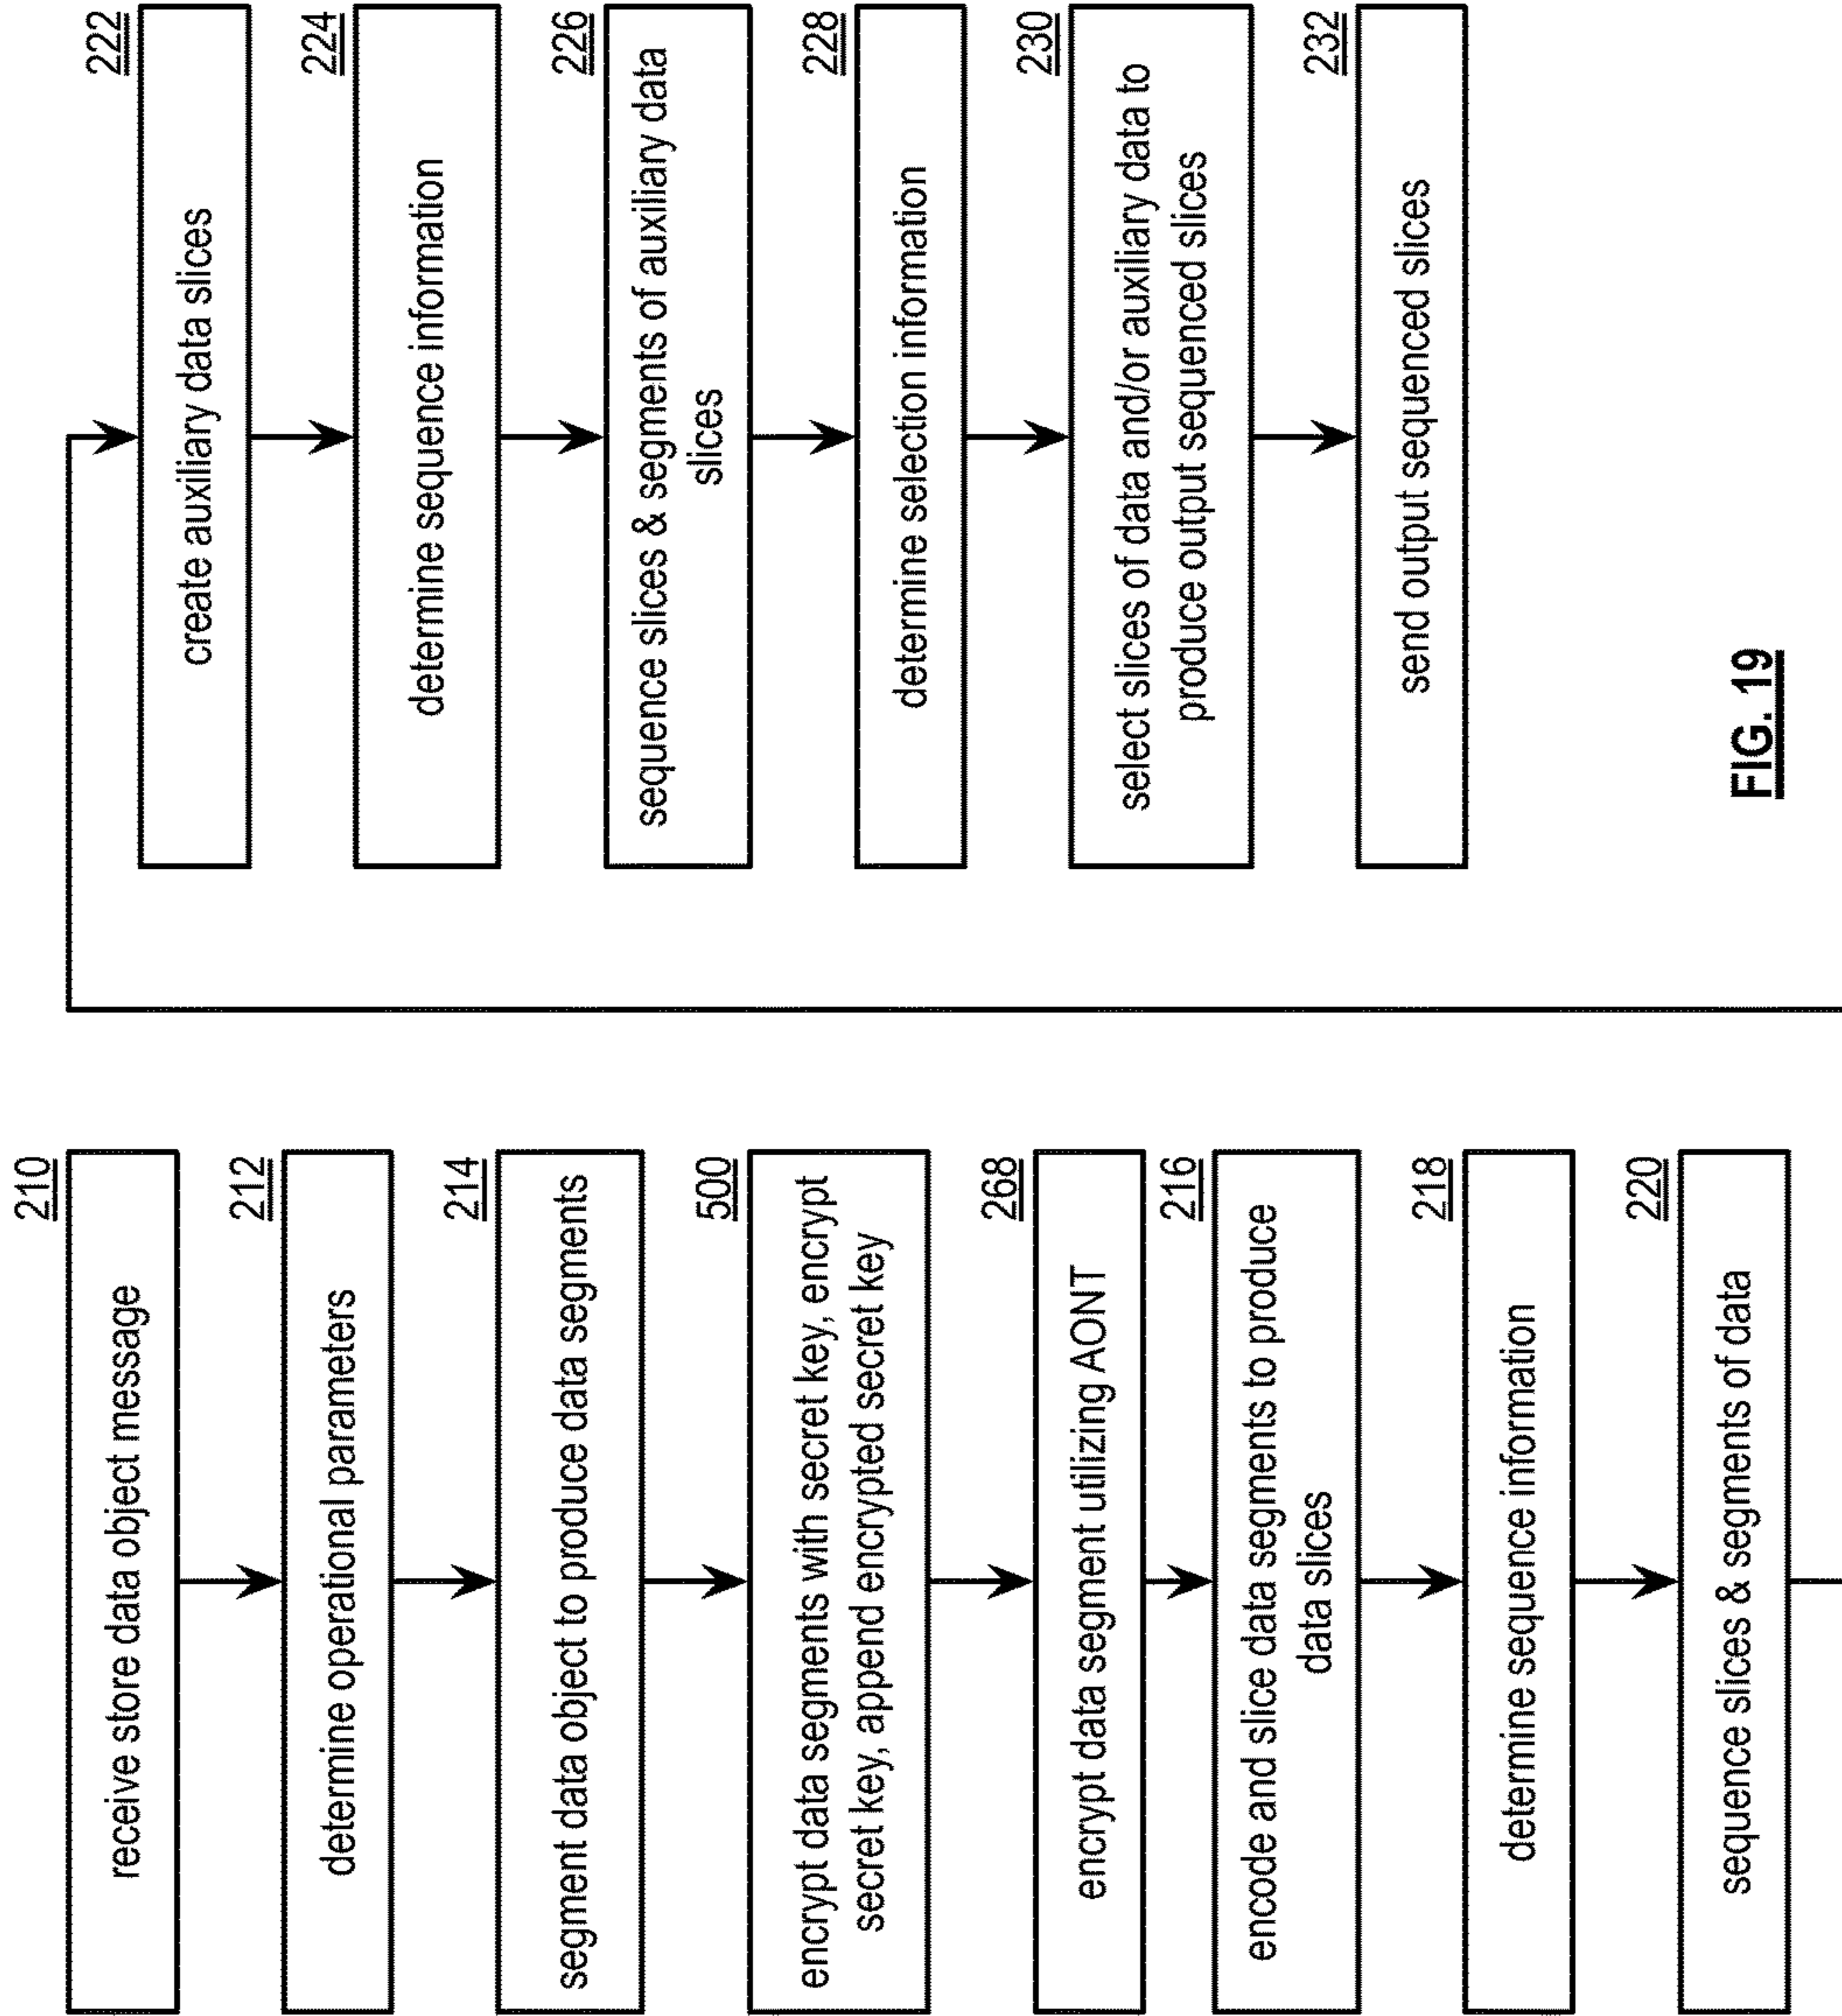 210
receive store data object message
212
determine operational parameters
214
segment data object to produce data segments
500
encrypt data segments with secret key, encrypt
secret key, append encrypted secret key
268
encrypt data segment utilizing AONT
216
encode and slice data segments to produce
data slices
218
determine sequence information
220
sequence slices & segments of data
222
create auxiliary data slices
224
determine sequence information
226
sequence slices & segments of auxiliary data
slices
228
determine selection information
230
select slices of data and/or auxiliary data to
produce output sequenced slices
232
send output sequenced slices
FIG. 19